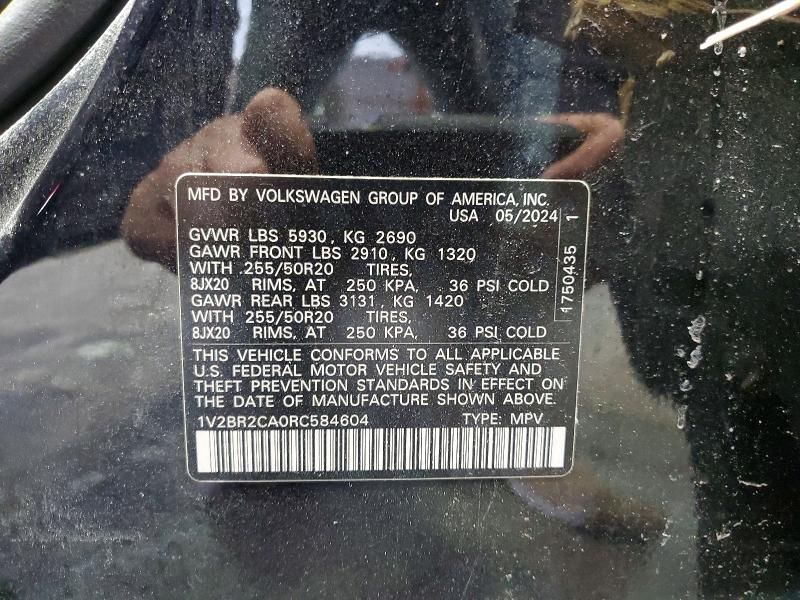 MFD BY VOLKSWAGEN GROUP OF AMERICA, INC.
USA 05/2024
GVWR LBS 5930, KG 2690
GAWR FRONT LBS 2910, KG 1320
WITH 255/50R20 TIRES,
8JX20 RIMS, AT 250 KPA, 36 PSI COLD
GAWR REAR LBS 3131, KG 1420
WITH 255/50R20 TIRES,
8JX20 RIMS, AT 250 KPA, 36 PSI COLD
1750435 1
THIS VEHICLE CONFORMS TO ALL APPLICABLE
U.S. FEDERAL MOTOR VEHICLE SAFETY AND
THEFT PREVENTION STANDARDS IN EFFECT ON
THE DATE OF MANUFACTURE SHOWN ABOVE.
1V2BR2CA0RC584604 TYPE: MPV